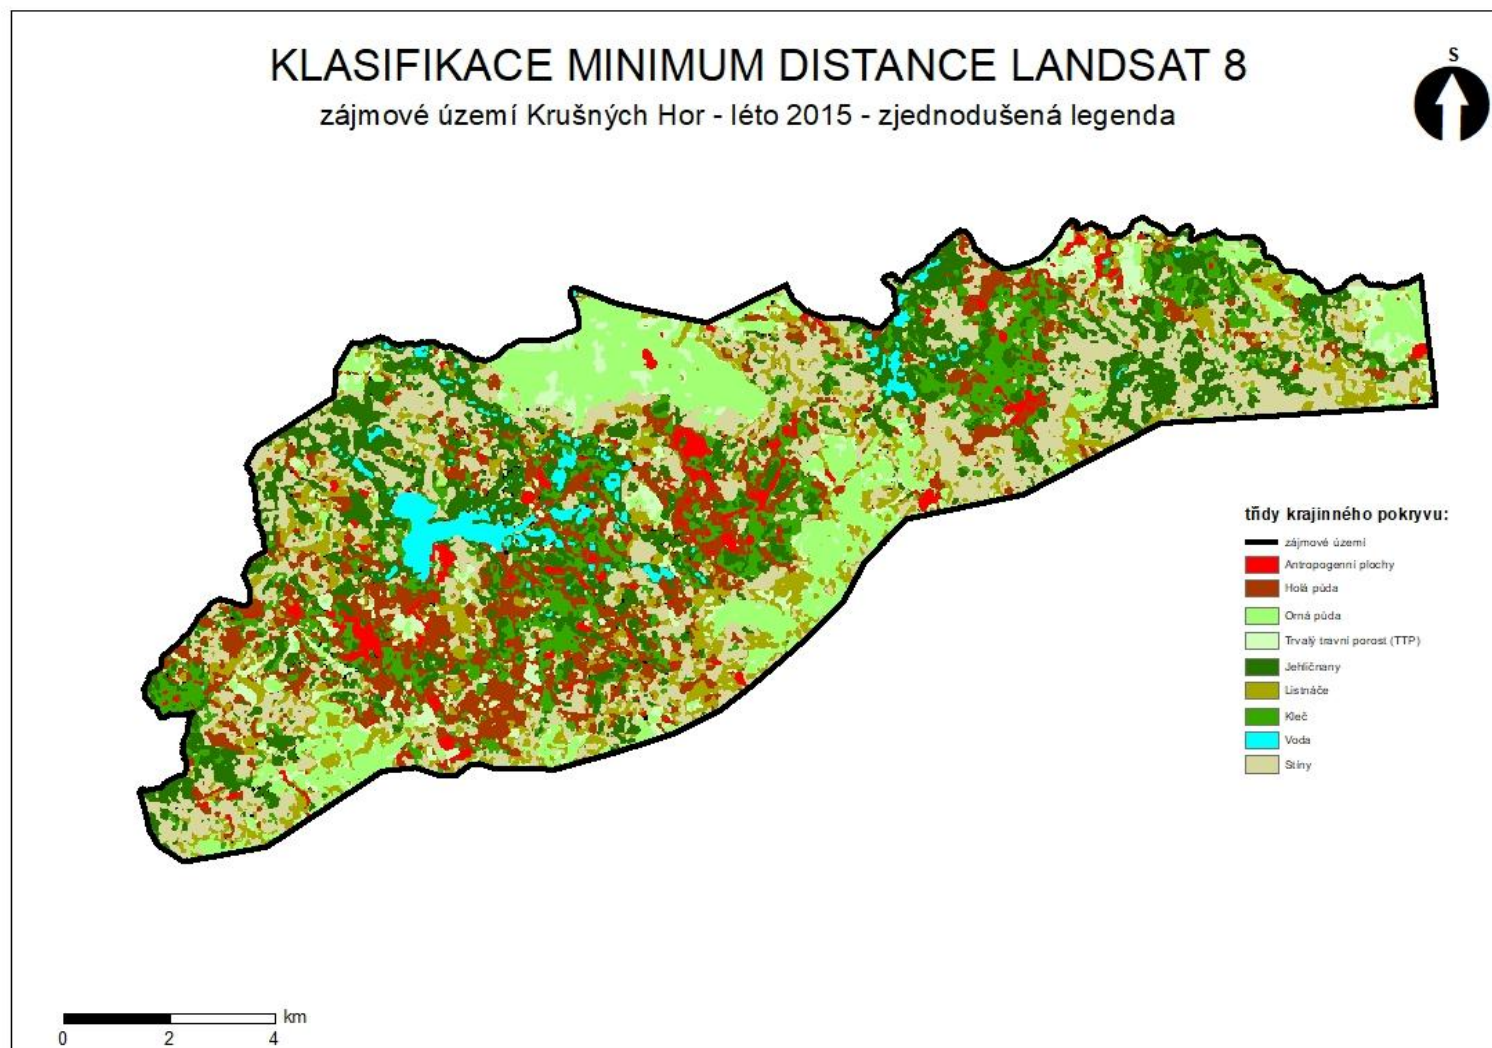 KLASIFIKACE MINIMUM DISTANCE LANDSAT 8
zájmové území Krušných Hor - léto 2015 - zjednodušená legenda
S
třídy krajinného pokryvu:
zájmové území
Antropogenní plochy
Holá půda
Orná půda
Trvalý travní porost (TTP)
Jehličnany
Listnáče
Kleč
Voda
Stíny
km
0 2 4